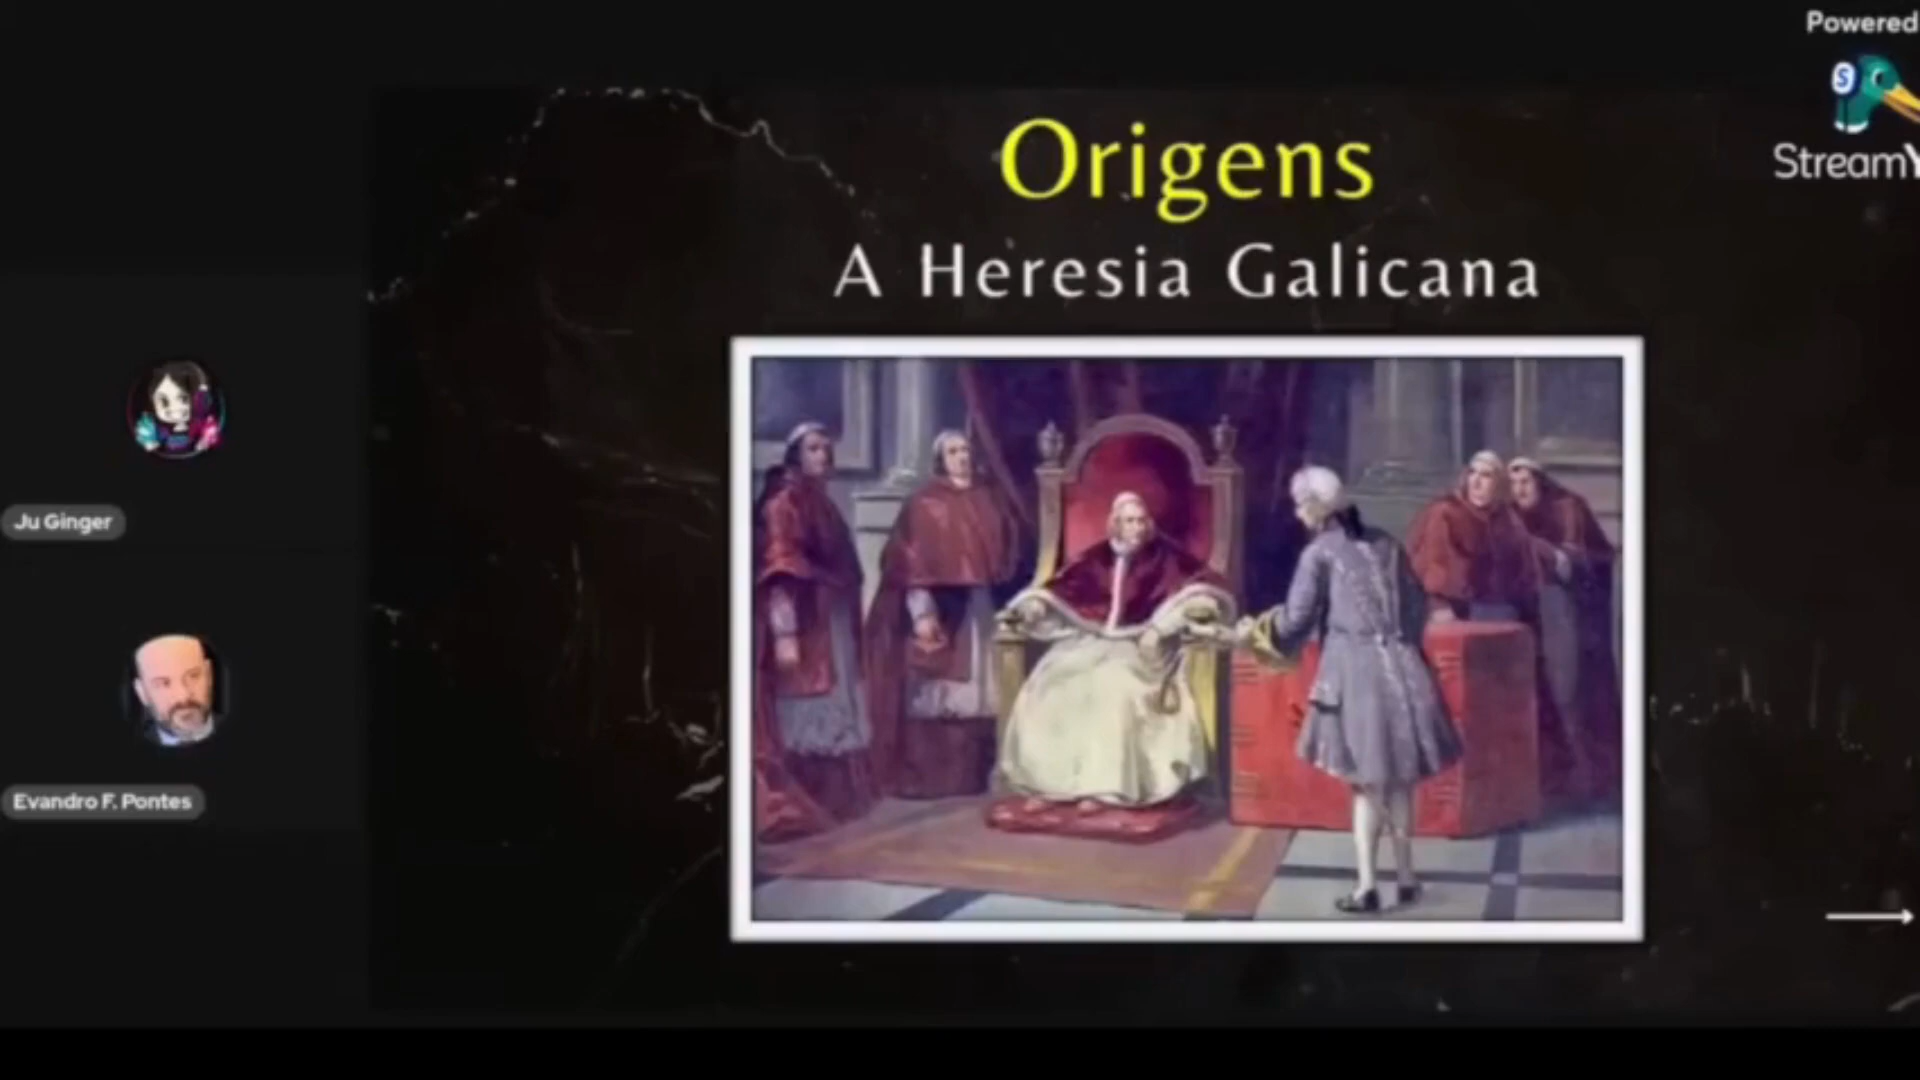 Powered
StreamY
Origens
A Heresia Galicana
Ju Ginger
Evandro F. Pontes